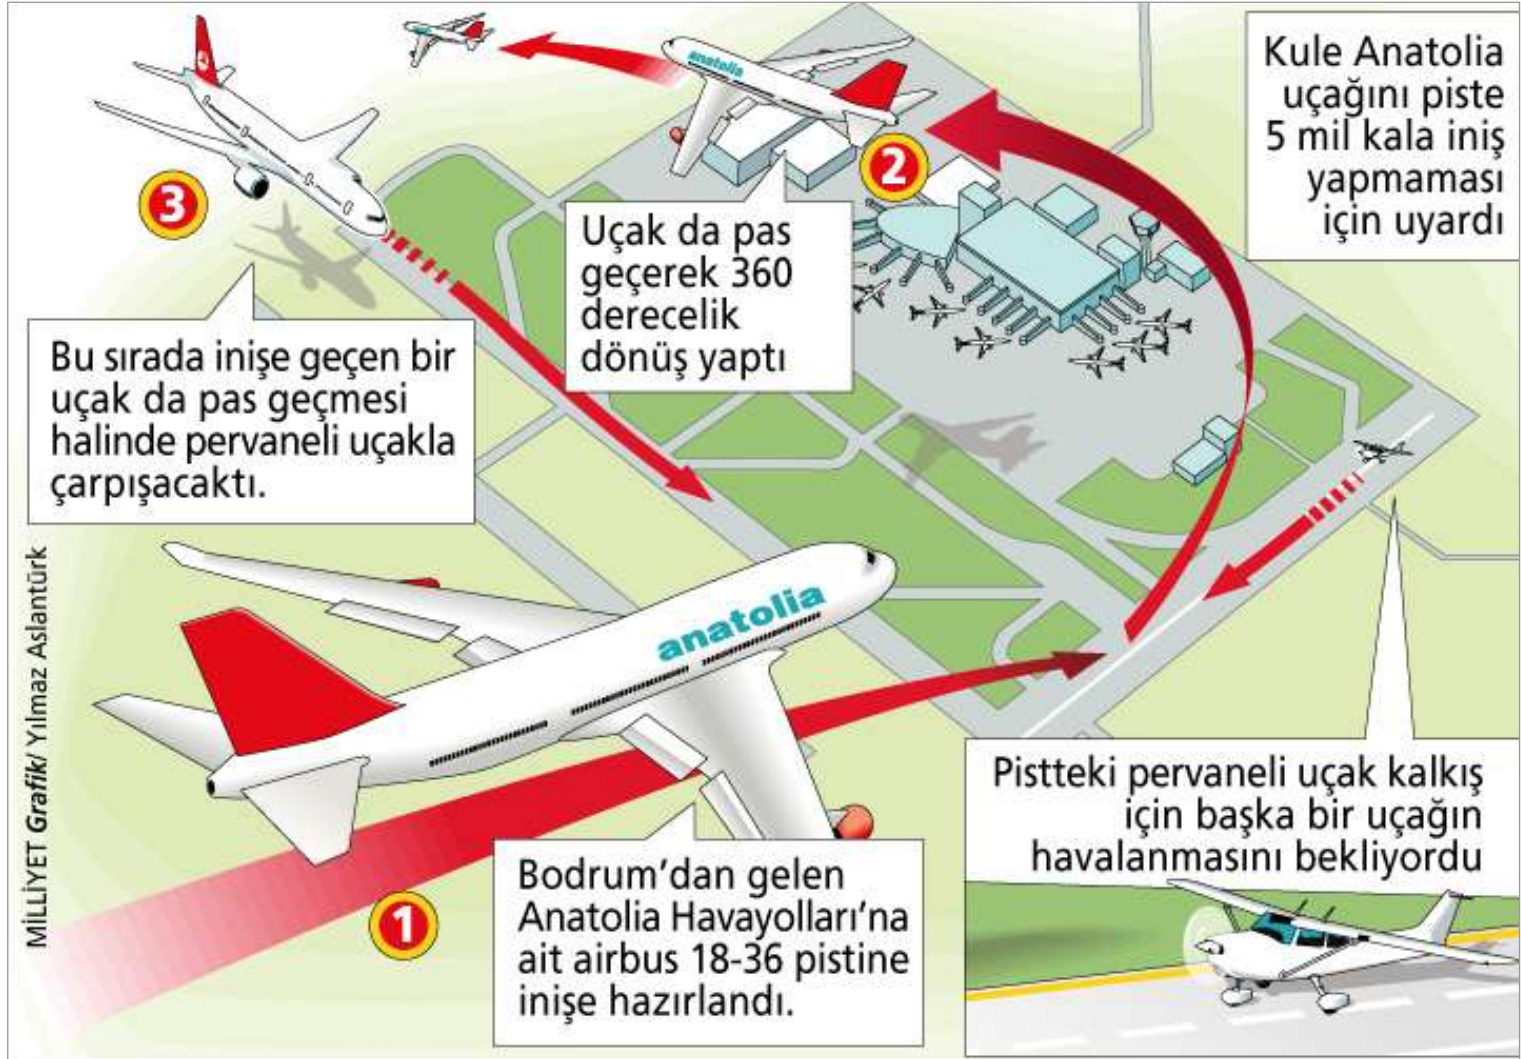 anatolia
Kule Anatolia
uçağını piste
5 mil kala iniş
yapmaması
için uyardı
3
2
Uçak da pas
geçerek 360
derecelik
dönüş yaptı
Bu sırada inişe geçen bir
uçak da pas geçmesi
halinde pervaneli uçakla
çarpışacaktı.
anatolia
MİLLİYET Grafik/ Yılmaz Aslantürk
1
Bodrum’dan gelen
Anatolia Havayolları’na
ait airbus 18-36 pistine
inişe hazırlandı.
Pistteki pervaneli uçak kalkış
için başka bir uçağın
havalanmasını bekliyordu